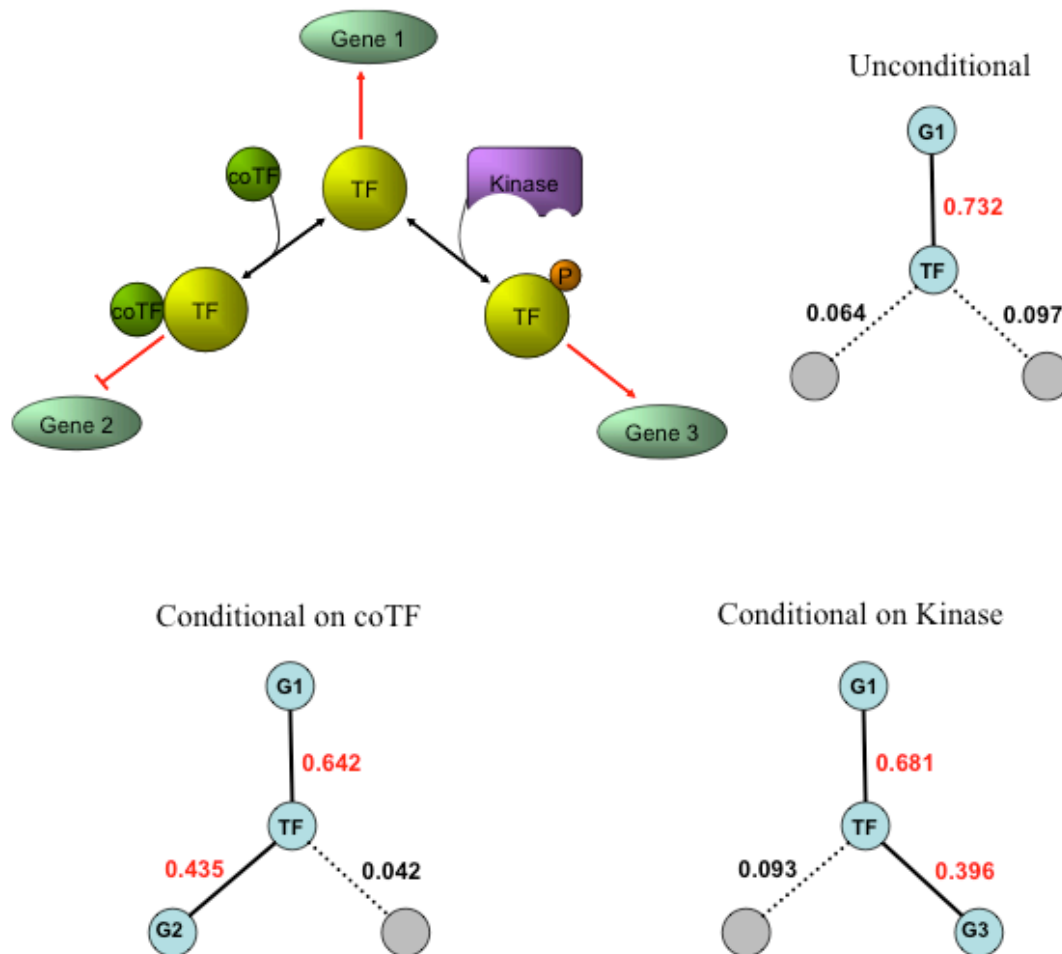 Gene 1
coTF
TF
Kinase
coTF
TF
P
TF
Gene 2
Gene 3
Unconditional
G1
0.732
TF
0.064
0.097
Conditional on coTF
G1
0.642
TF
0.435
0.042
G2
Conditional on Kinase
G1
0.681
TF
0.093
0.396
G3